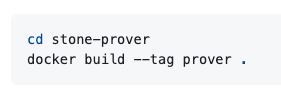 cd stone-prover
docker build --tag prover .